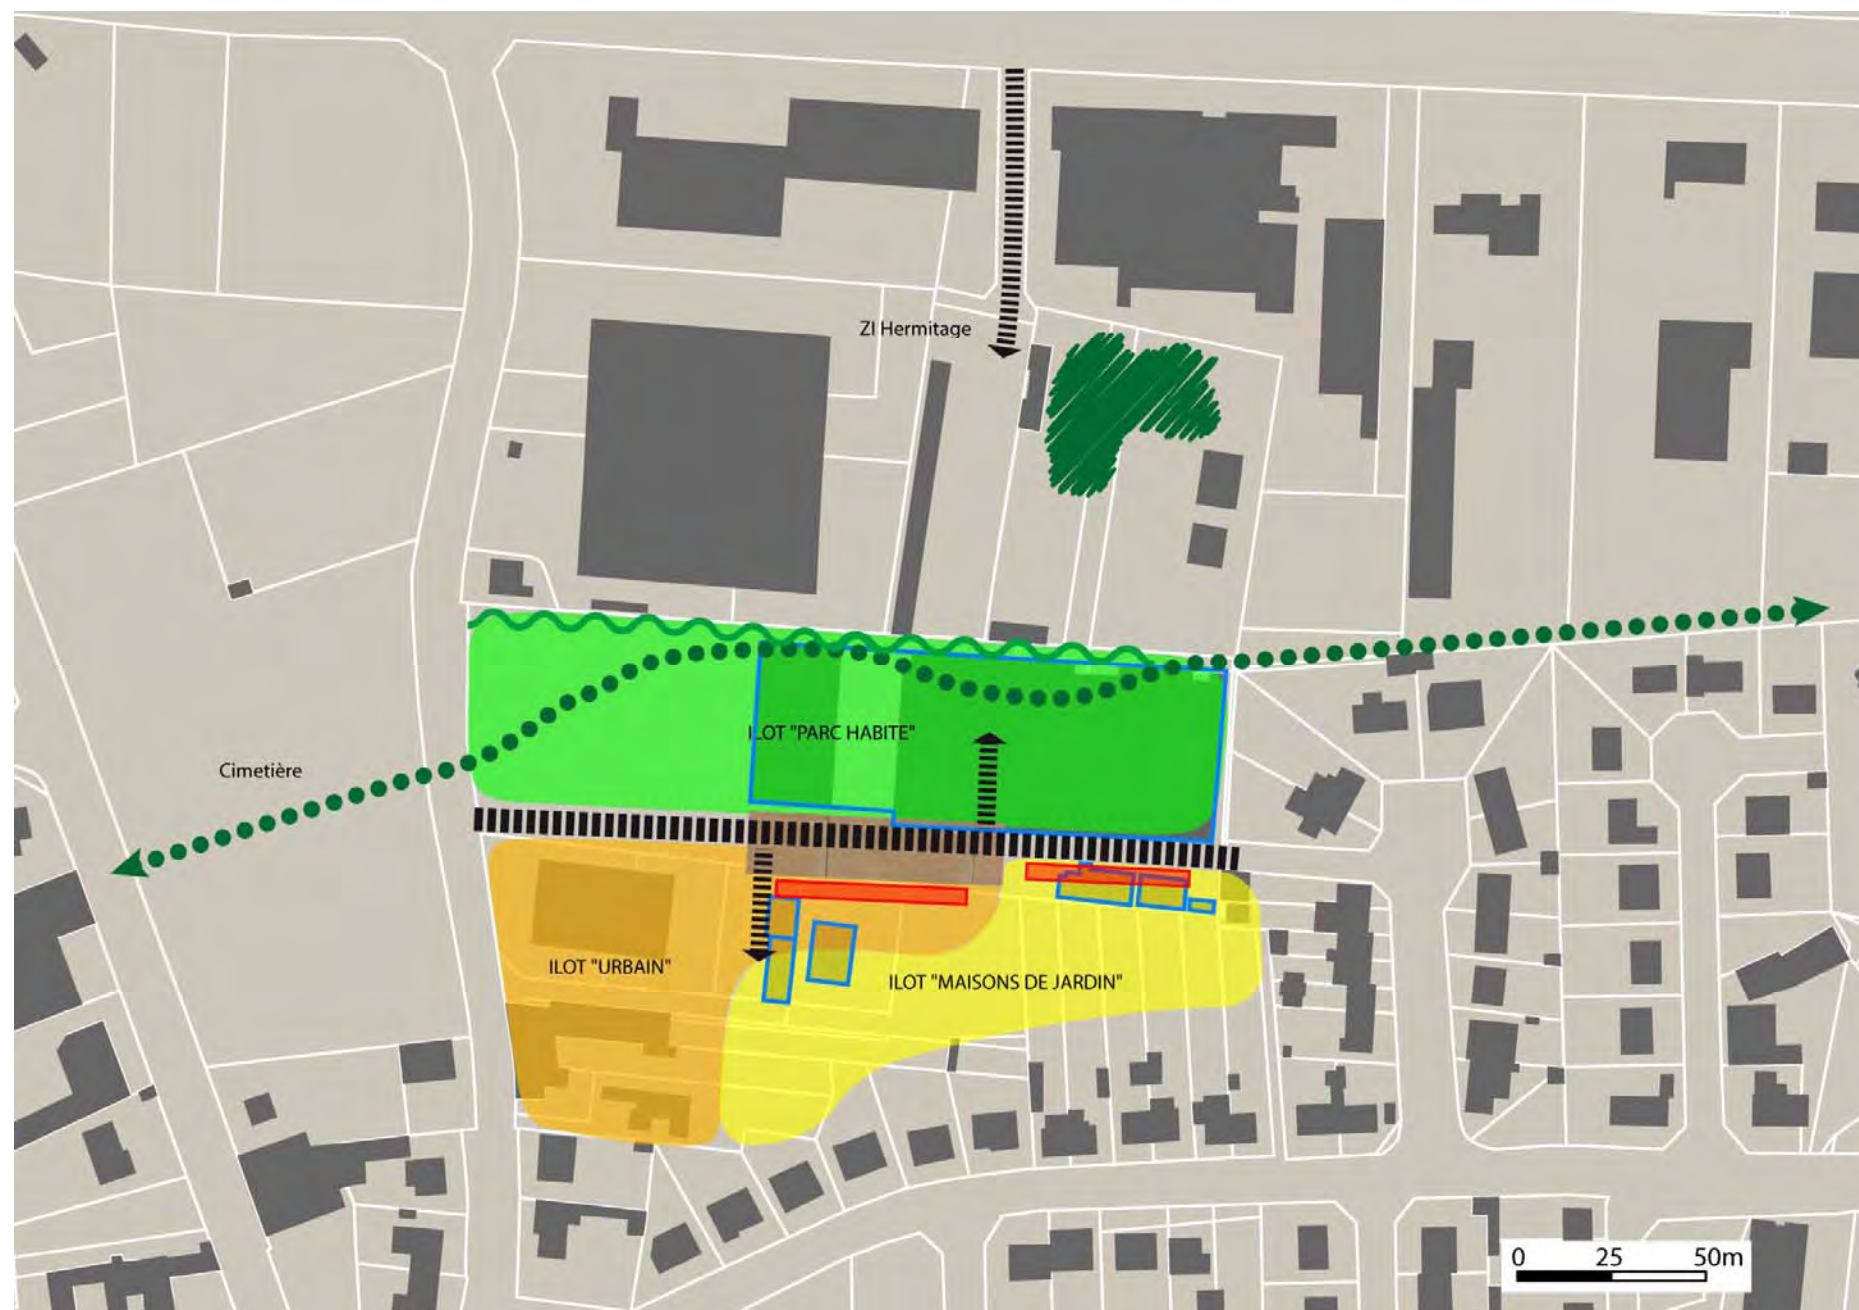 ZI Hermitage
ILOT "PARC HABITE"
Cimetière
ILOT "URBAIN"
ILOT "MAISONS DE JARDIN"
0 25 50m